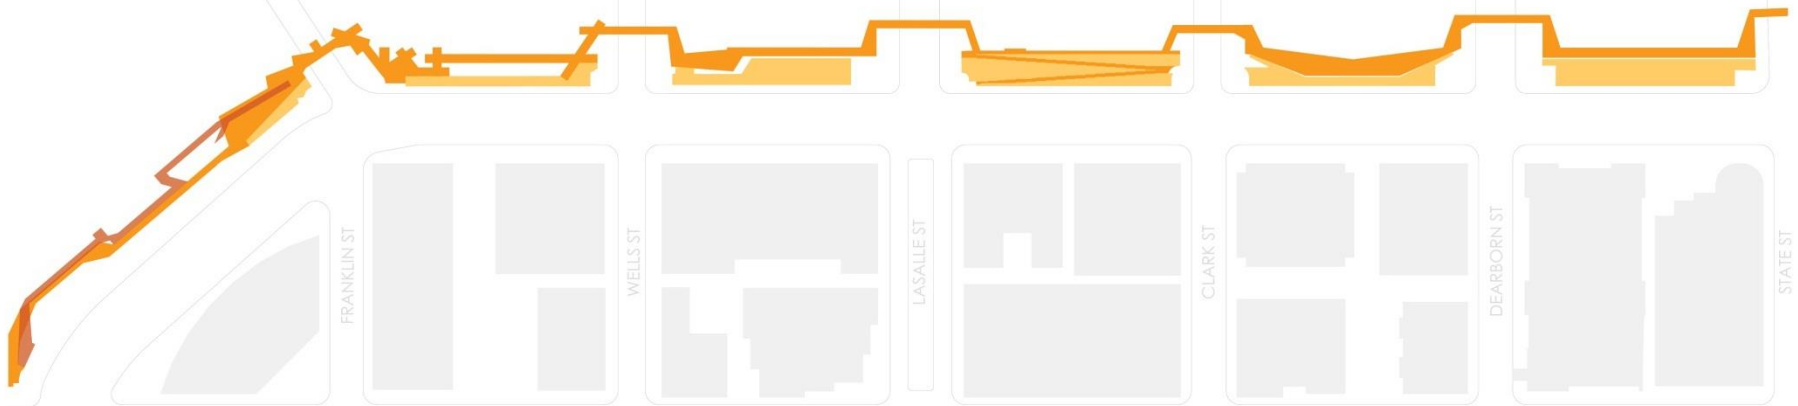 FRANKLIN ST
WELLS ST
LASALLE ST
CLARK ST
DEARBORN ST
STATE ST